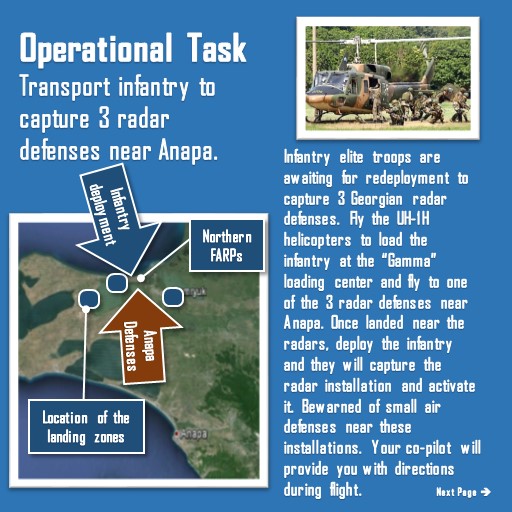 Operational Task
Transport infantry to
capture 3 radar
defenses near Anapa.
Infantry
deployment
Northern
FARPs
Anapa
Defenses
Location of the
landing zones
Anapa
Infantry elite troops are
awaiting for redeployment to
capture 3 Georgian radar
defenses. Fly the UH-1H
helicopters to load the
infantry at the “Gamma”
loading center and fly to one
of the 3 radar defenses near
Anapa. Once landed near the
radars, deploy the infantry
and they will capture the
radar installation and activate
it. Bewarned of small air
defenses near these
installations. Your co-pilot will
provide you with directions
during flight.
Next Page →